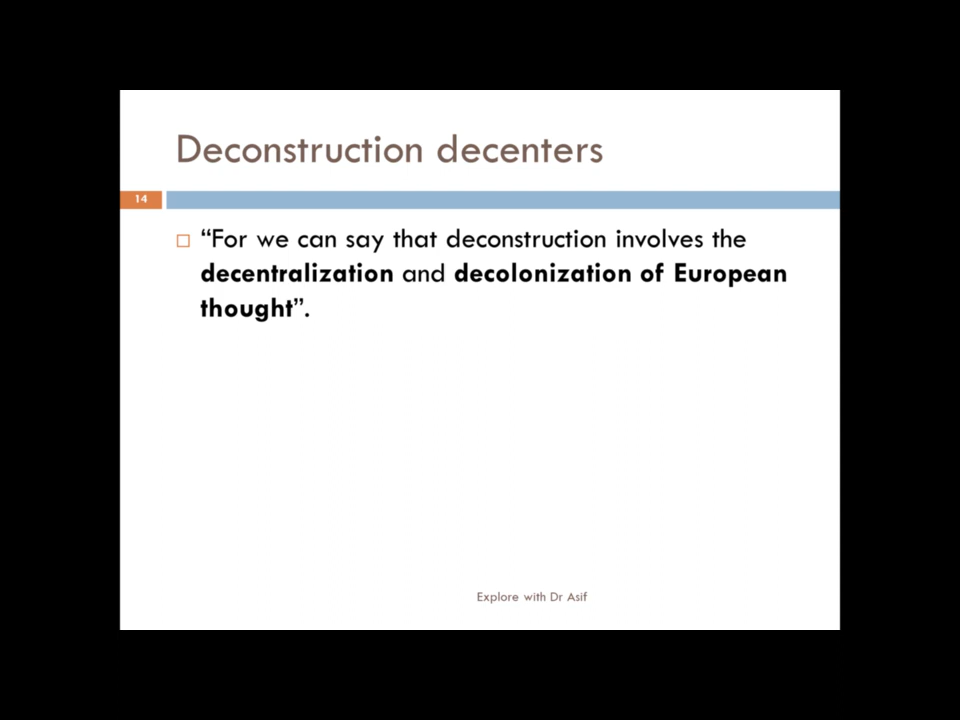 Deconstruction decenters
14
“For we can say that deconstruction involves the
decentralization and decolonization of European
thought”.
Explore with Dr Asif